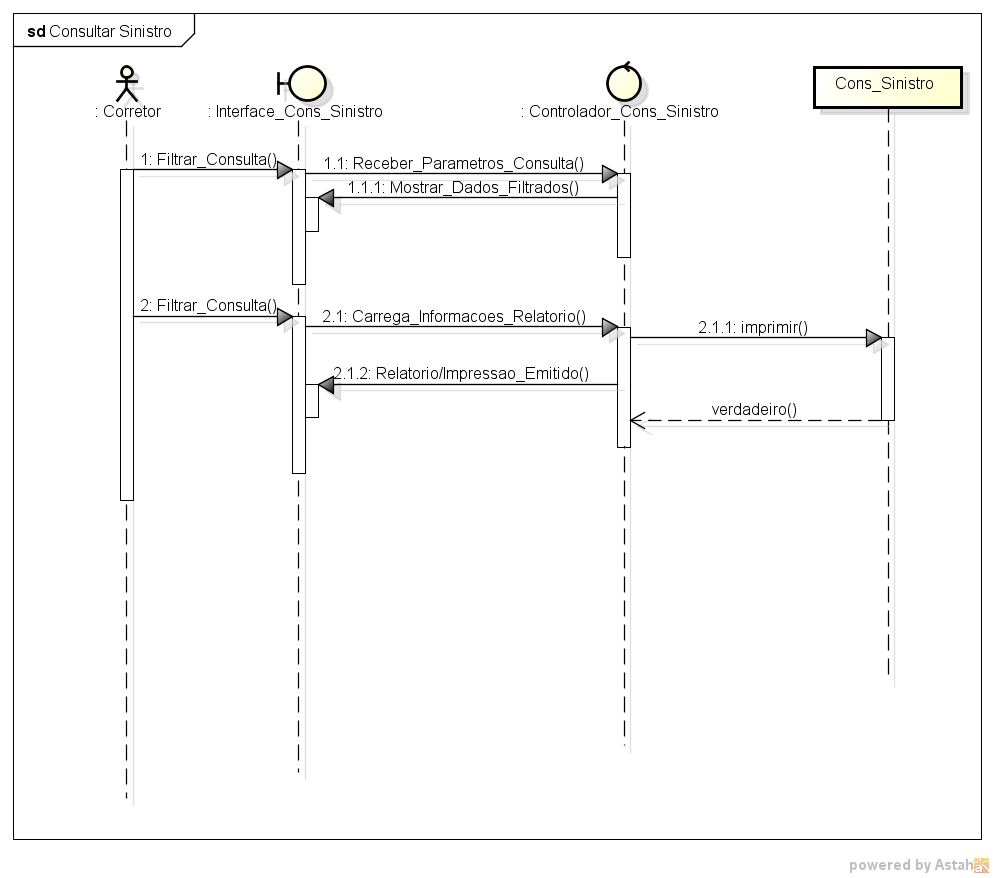 sd Consultar Sinistro
: Corretor
: Interface_Cons_Sinistro
: Controlador_Cons_Sinistro
Cons_Sinistro
1: Filtrar_Consulta()
1.1: Receber_Parametros_Consulta()
1.1.1: Mostrar_Dados_Filtrados()
2: Filtrar_Consulta()
2.1: Carrega_Informacoes_Relatorio()
2.1.1: imprimir()
2.1.2: Relatorio/Impressao_Emitido()
verdadeiro()
powered by Astah